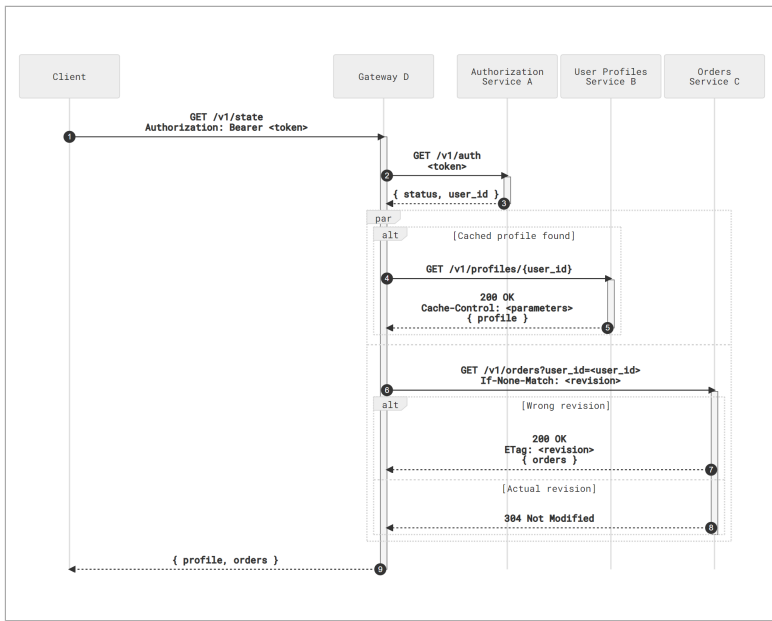 Client
Gateway D
Authorization
Service A
User Profiles
Service B
Orders
Service C
GET /v1/state
Authorization: Bearer <token>
1
GET /v1/auth
<token>
2
{ status, user_id }
3
par
alt
[Cached profile found]
GET /v1/profiles/{user_id}
4
200 OK
Cache-Control: <parameters>
{ profile }
5
GET /v1/orders?user_id=<user_id>
If-None-Match: <revision>
6
alt
[Wrong revision]
200 OK
ETag: <revision>
{ orders }
7
[Actual revision]
304 Not Modified
8
{ profile, orders }
9